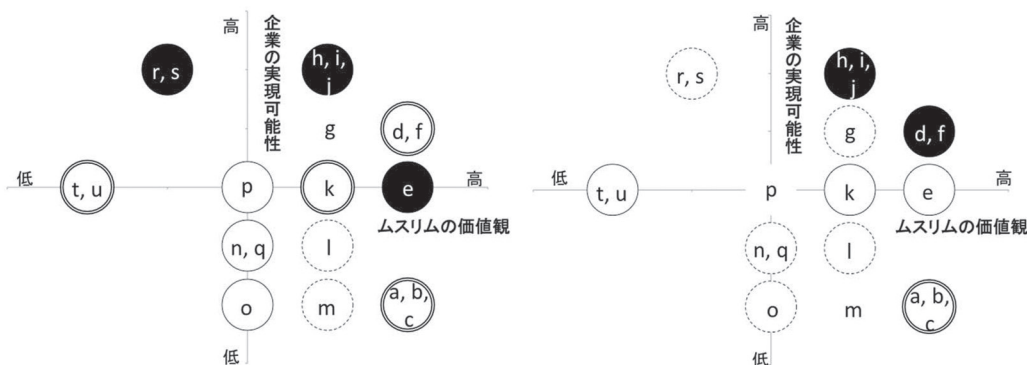 高
企業の実現可能性
r, s
h, i,
j
g
d, f
低
高
t, u
p
k
e
ムスリムの価値観
n, q
l
o
m
a, b,
c
低
高
企業の実現可能性
r, s
h, i,
j
g
d, f
低
高
t, u
p
k
e
ムスリムの価値観
n, q
l
o
m
a, b,
c
低